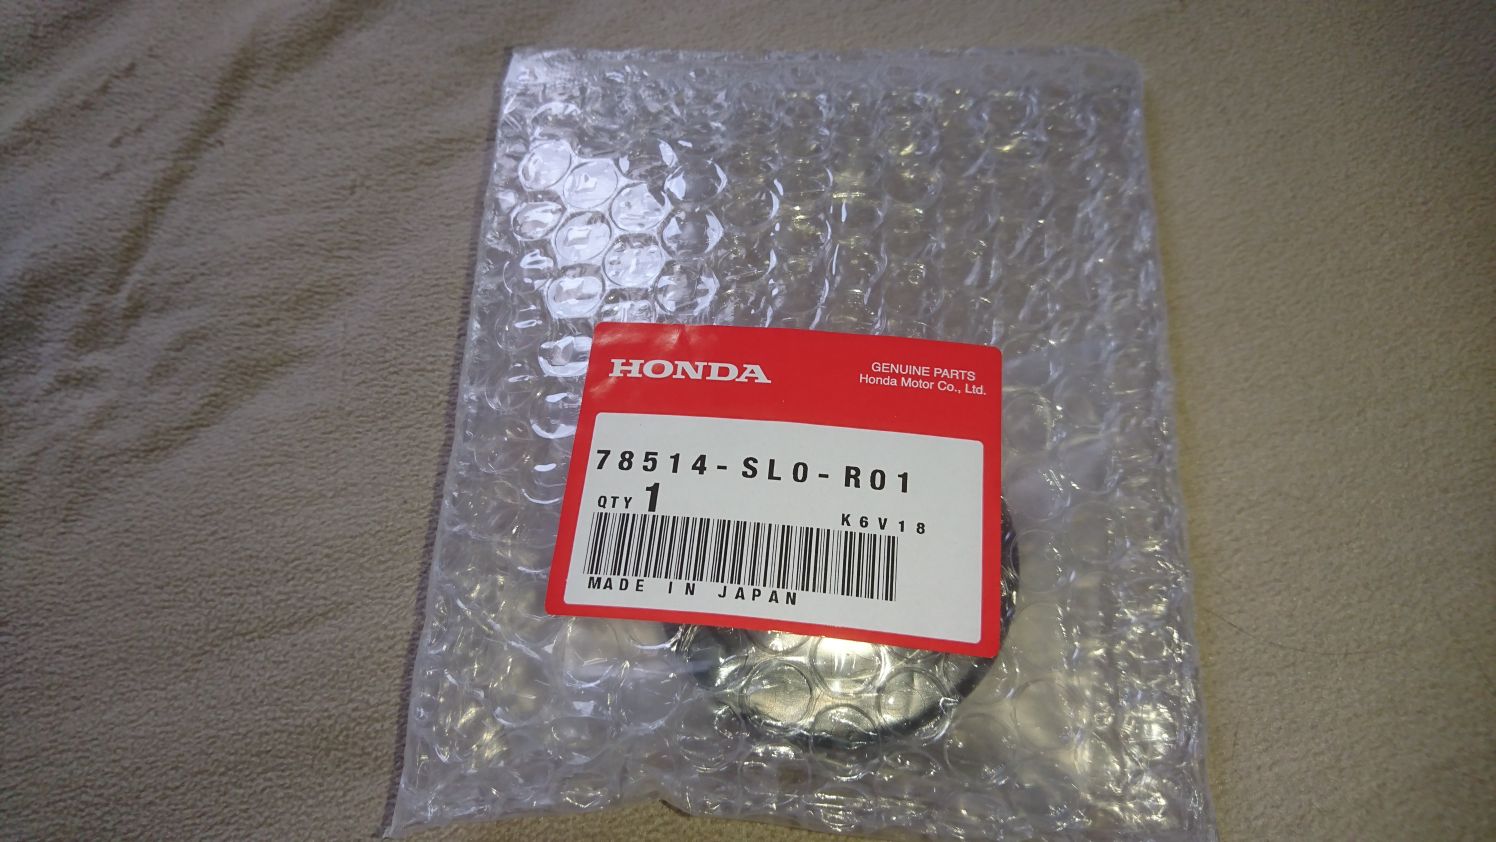 HONDA
GENUINE PARTS
Honda Motor Co., Ltd.
78514-SL0-R01
QTY 1
K6V18
MADE IN JAPAN